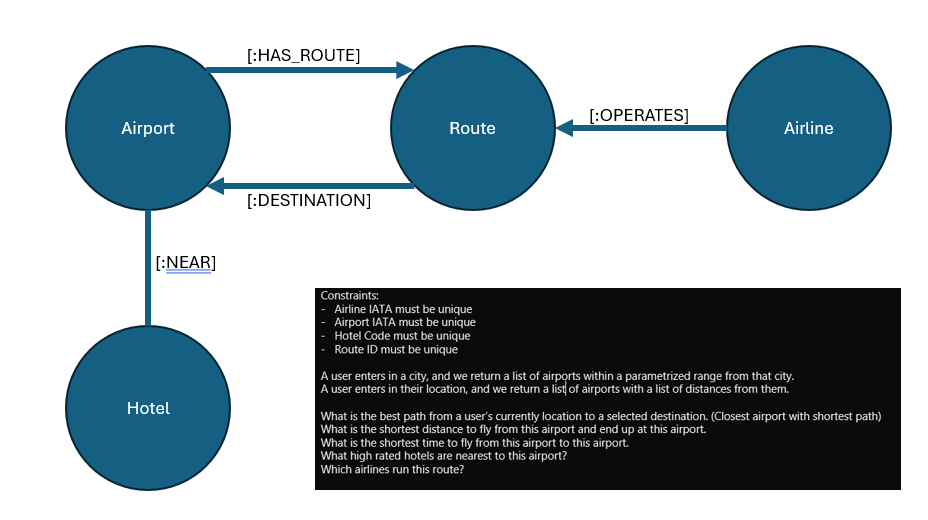 [:HAS_ROUTE]
Airport
Route
[:OPERATES]
Airline
[:DESTINATION]
[:NEAR]
Hotel
Constraints:
- Airline IATA must be unique
- Airport IATA must be unique
- Hotel Code must be unique
- Route ID must be unique
A user enters in a city, and we return a list of airports within a parametrized range from that city.
A user enters in their location, and we return a list of airports with a list of distances from them.
What is the best path from a user's currently location to a selected destination. (Closest airport with shortest path)
What is the shortest distance to fly from this airport and end up at this airport.
What is the shortest time to fly from this airport to this airport.
What high rated hotels are nearest to this airport?
Which airlines run this route?